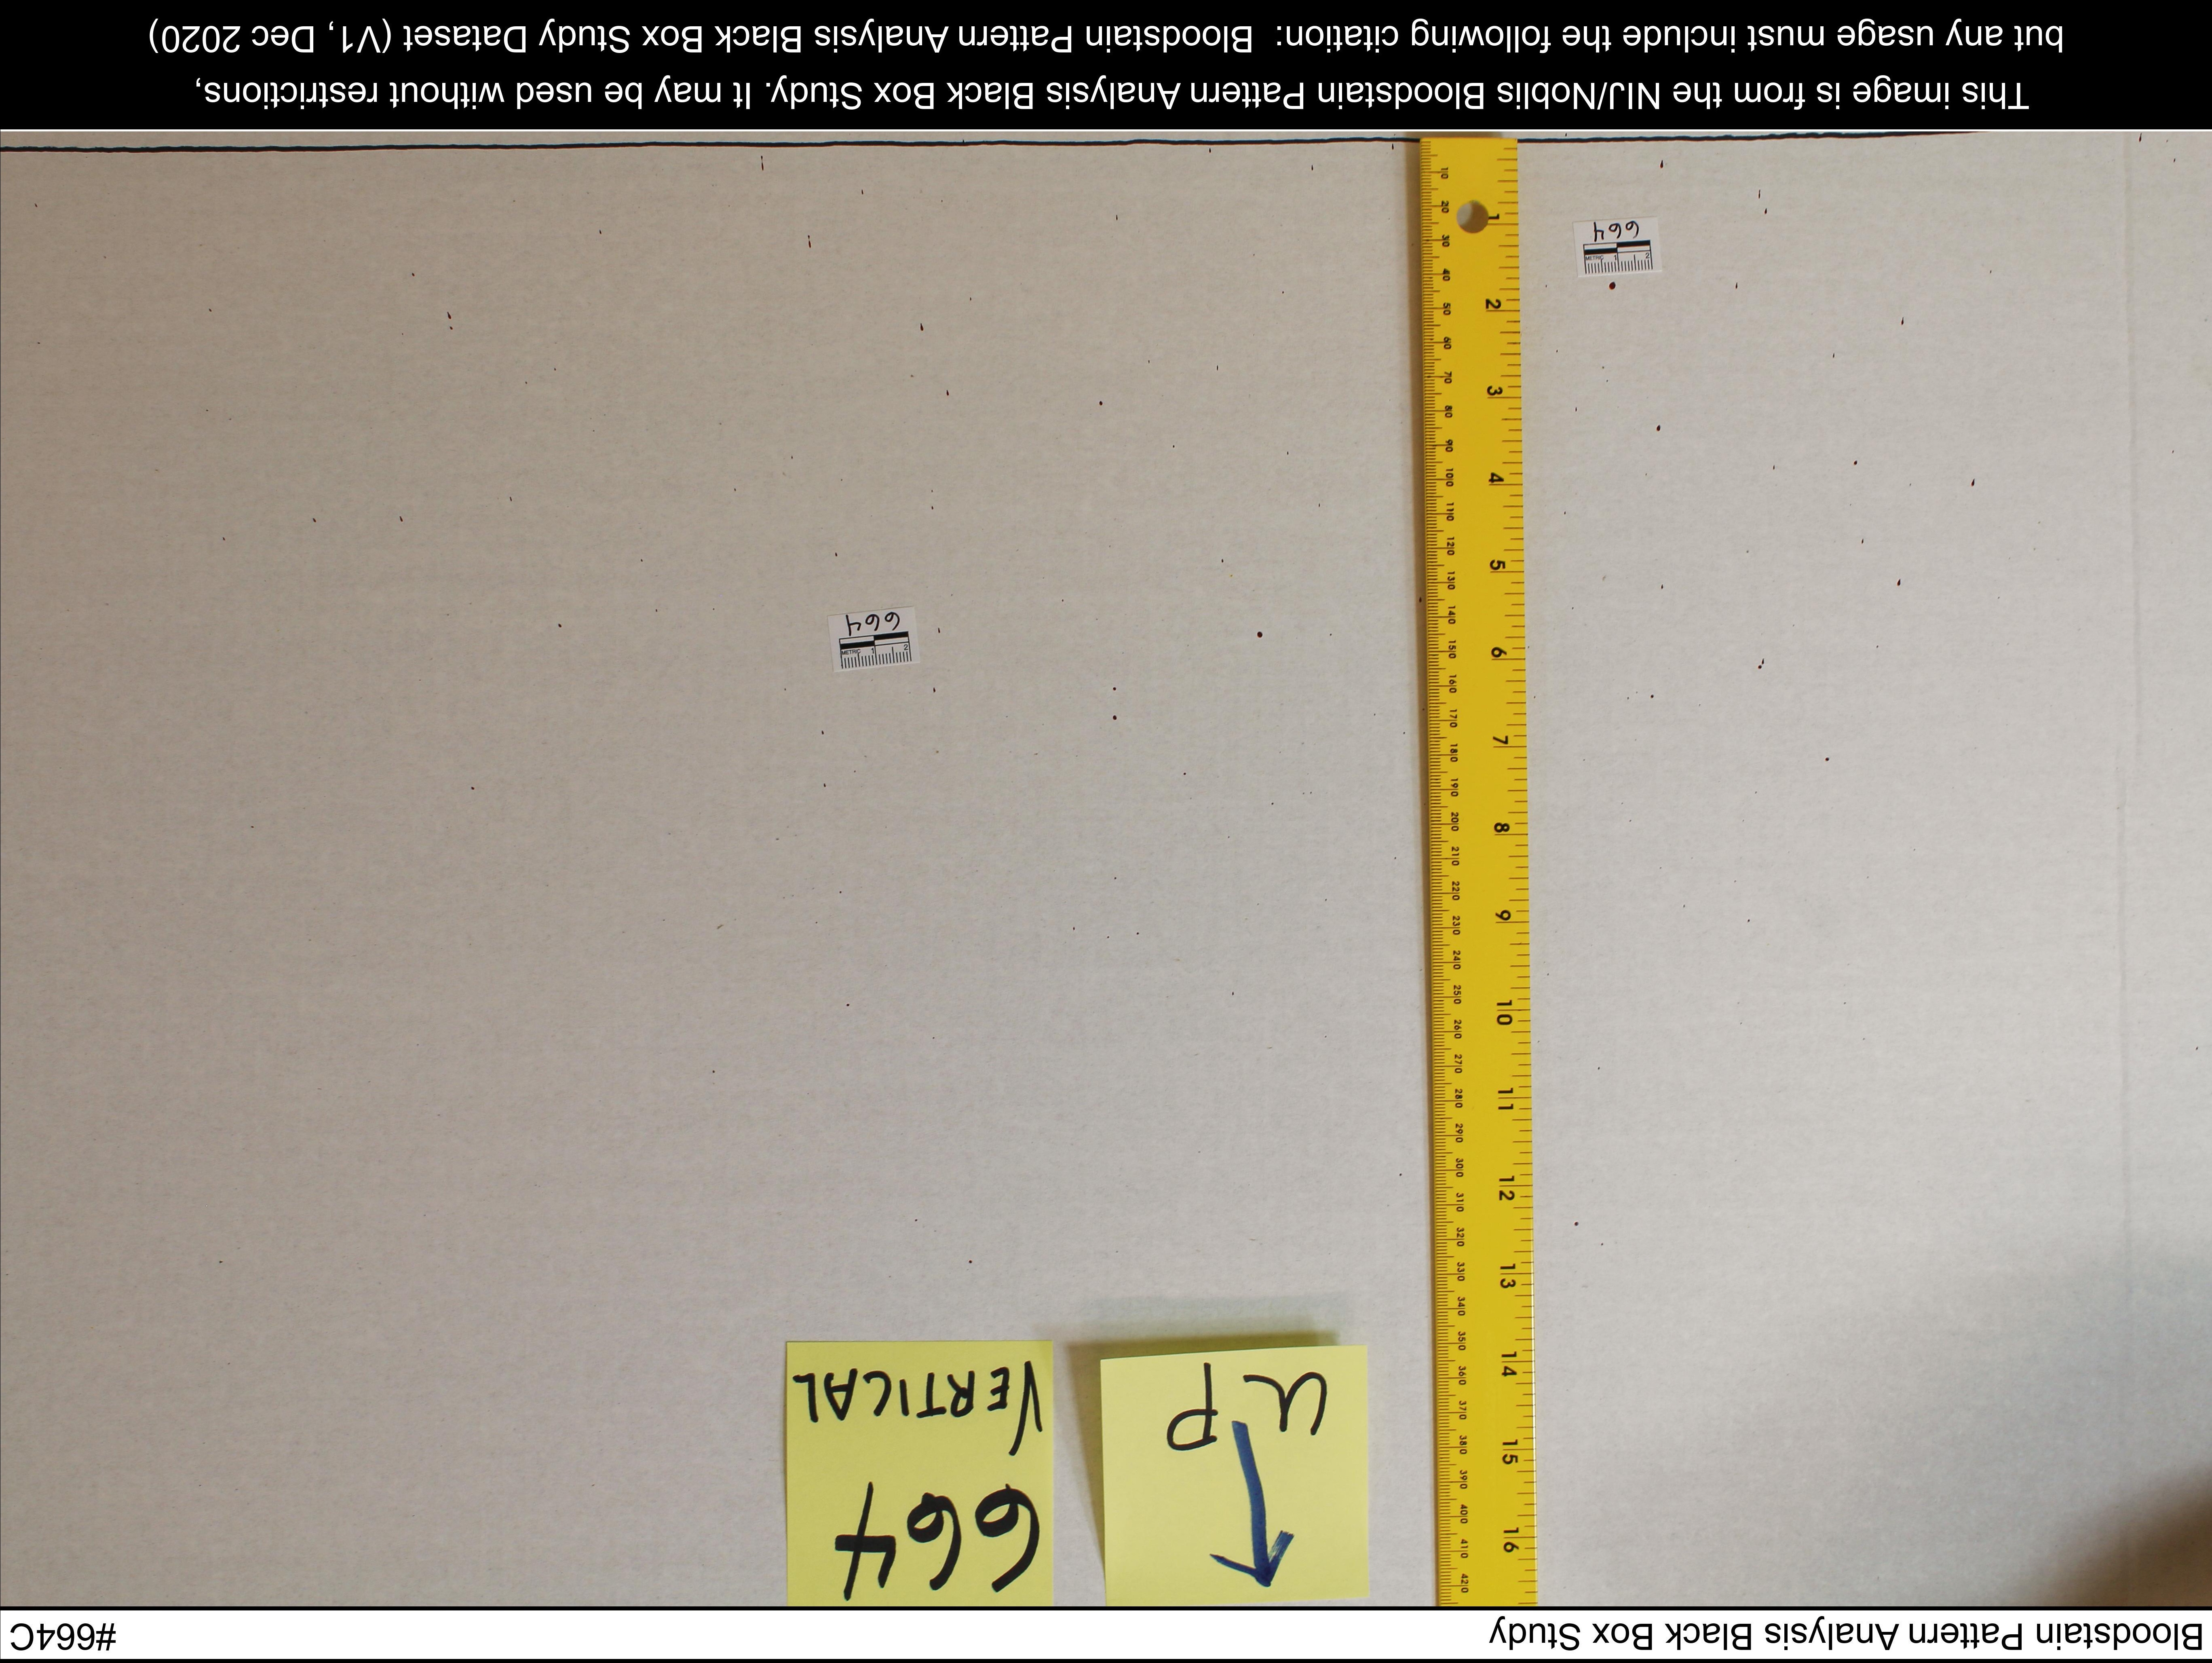 Bloodstain Pattern Analysis Black Box Study
#664C
664
VERTICAL
up
664
664
METRIC 1 2
METRIC 1 2
1 2 3 4 5 6 7 8 9 10 11 12 13 14 15 16
10 20 30 40 50 60 70 80 90 100 110 120 130 140 150 160 170 180 190 200 210 220 230 240 250 260 270 280 290 300 310 320 330 340 350 360 370 380 390 400 410 420
This image is from the NIJ/Noblis Bloodstain Pattern Analysis Black Box Study. It may be used without restrictions,
but any usage must include the following citation: Bloodstain Pattern Analysis Black Box Study Dataset (V1, Dec 2020)